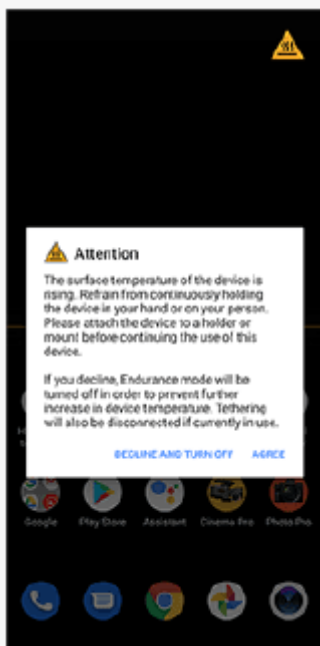 Attention
The surface temperature of the device is
rising. Refrain from continuously holding
the device in your hand or on your person.
Please attach the device to a holder or
mount before continuing the use of this
device.
If you decline, Endurance mode will be
turned off in order to prevent further
increase in device temperature. Tethering
will also be disconnected if currently in use.
DECLINE AND TURN OFF AGREE
Google Play Store Assistant Cinema Pro Photo Pro